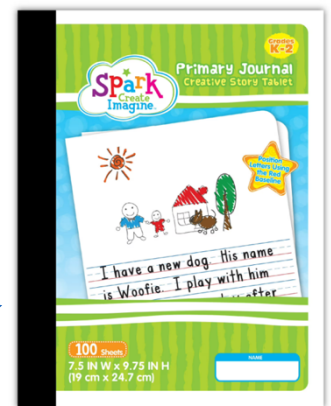 Grades
K-2
Primary Journal
Creative Story Tablet
Spark
Create
Imagine.
Position
Letters Using
the Red
Baseline
I have a new dog. His name
is Woofie. I play with him
after
100 Sheets
7.5 IN W x 9.75 IN H
(19 cm x 24.7 cm)
NAME